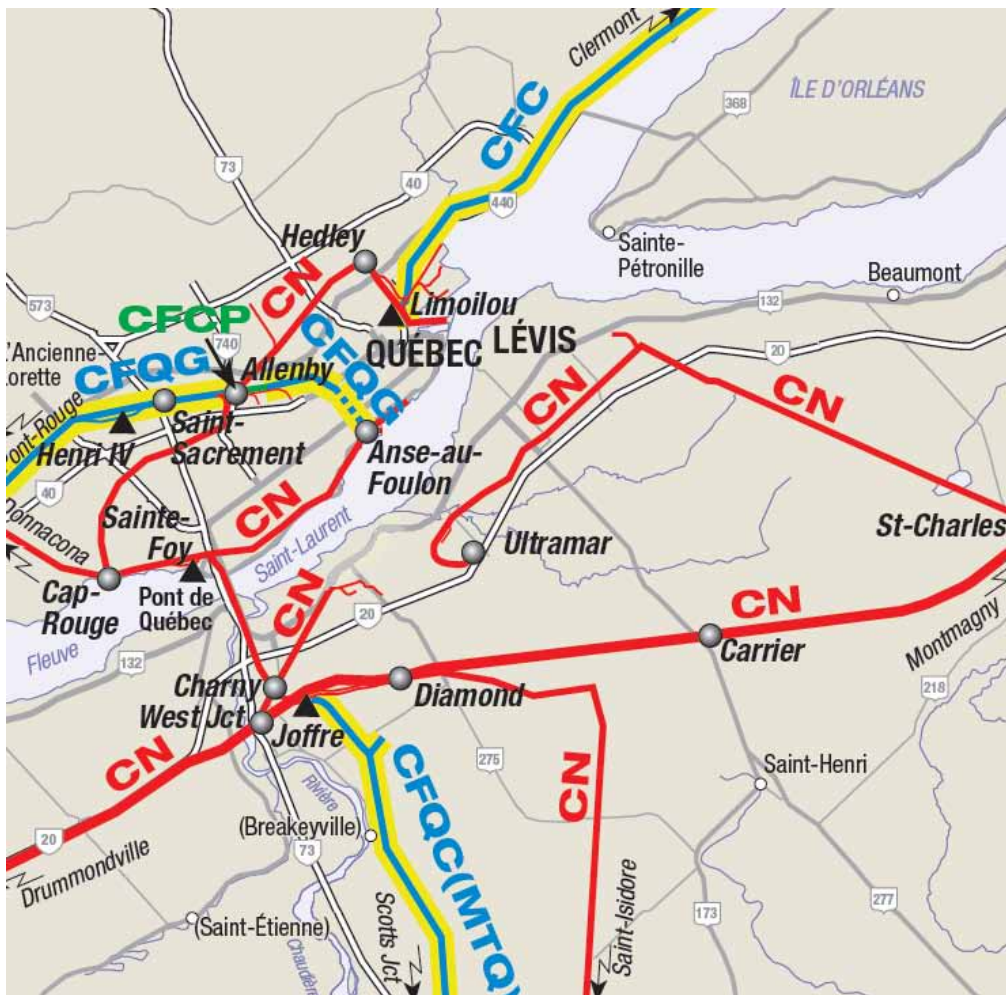 Clermont
ÎLE D'ORLÉANS
368
CFC
73
40
440
Hedley
Sainte-
Pétronille
Beaumont
CN
573
CFCP
740
Limoilou
132
QUÉBEC
LÉVIS
20
L'Ancienne-
Lorette
CFQG
Allenby
CFQG
CN
CN
Pont-Rouge
Henri IV
Saint-
Sacrement
Anse-au-
Foulon
40
Donnacona
Sainte-
Foy
CN
Saint-Laurent
Ultramar
St-Charles
Cap-
Rouge
Pont de
Québec
CN
20
CN
Carrier
Montmagny
Fleuve
132
Charny
West Jct
Joffre
Diamond
218
CN
CFQC(MTQ)
275
CN
Saint-Henri
20
Drummondville
Rivière
(Breakeyville)
73
Scotts Jct
Saint-Isidore
173
277
(Saint-Étienne)
Chaudière